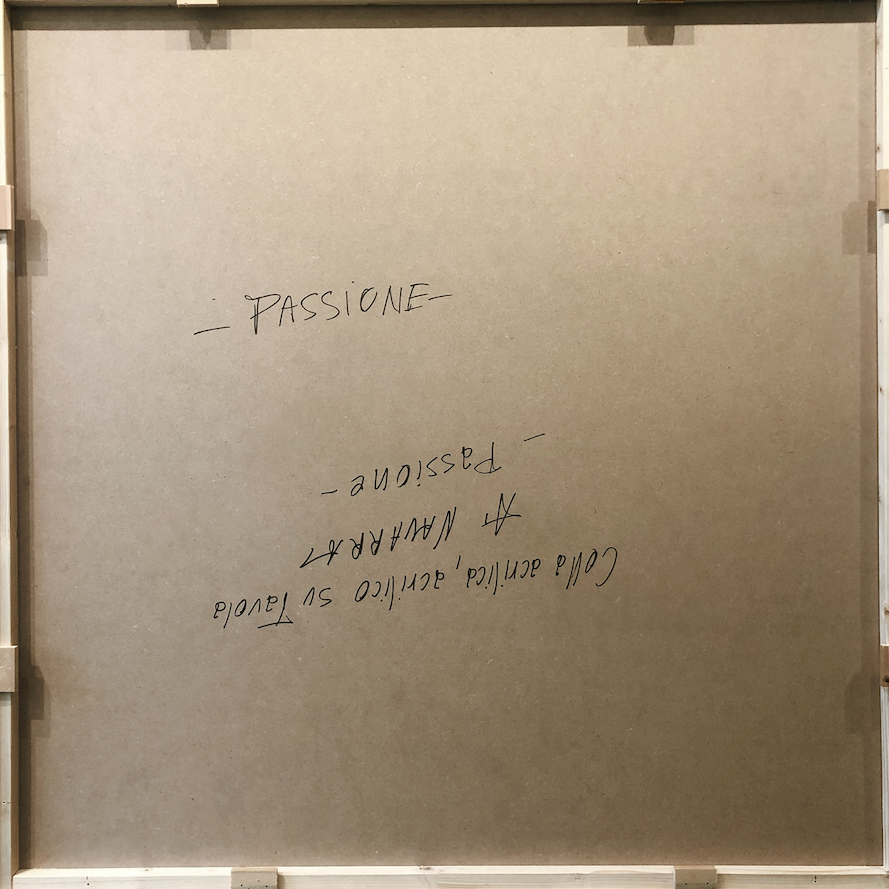 - PASSiONE -
- Passione -
A NAVARRA
Colla acrilica, acrilico su Tavola